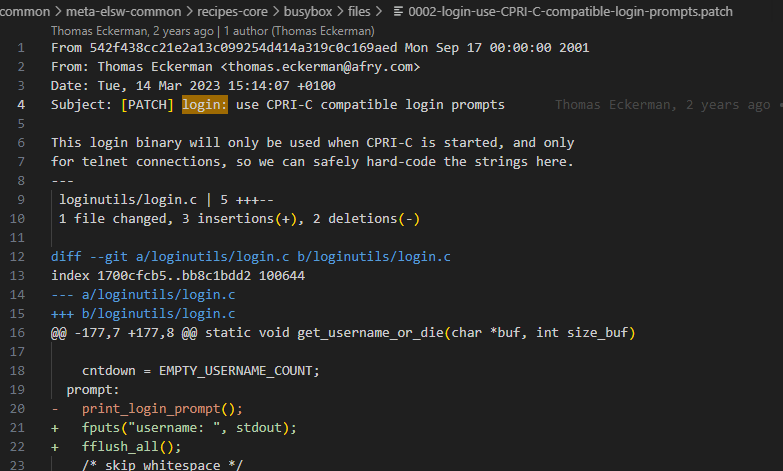 common > meta-elsw-common > recipes-core > busybox > files > 0002-login-use-CPRI-C-compatible-login-prompts.patch
Thomas Eckerman, 2 years ago | 1 author (Thomas Eckerman)
1 From 542f438cc21e2a13c099254d414a319c0c169aed Mon Sep 17 00:00:00 2001
2 From: Thomas Eckerman <thomas.eckerman@afry.com>
3 Date: Tue, 14 Mar 2023 15:14:07 +0100
4 Subject: [PATCH] login: use CPRI-C compatible login prompts Thomas Eckerman, 2 years ago •
5
6 This login binary will only be used when CPRI-C is started, and only
7 for telnet connections, so we can safely hard-code the strings here.
8 ---
9 loginutils/login.c | 5 +++--
10 1 file changed, 3 insertions(+), 2 deletions(-)
11
12 diff --git a/loginutils/login.c b/loginutils/login.c
13 index 1700cfcb5..bb8c1bdd2 100644
14 --- a/loginutils/login.c
15 +++ b/loginutils/login.c
16 @@ -177,7 +177,8 @@ static void get_username_or_die(char *buf, int size_buf)
17
18 cntdown = EMPTY_USERNAME_COUNT;
19 prompt:
20 - print_login_prompt();
21 + fputs("username: ", stdout);
22 + fflush_all();
23 /* skip whitespace */